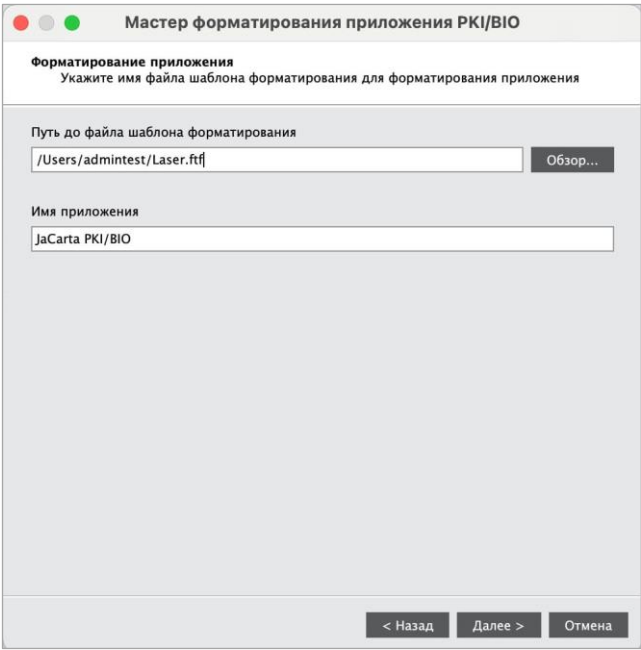 Мастер форматирования приложения PKI/BIO
Форматирование приложения
Укажите имя файла шаблона форматирования для форматирования приложения
Путь до файла шаблона форматирования
/Users/admintest/Laser.ftf
Обзор...
Имя приложения
JaCarta PKI/BIO
< Назад
Далее >
Отмена